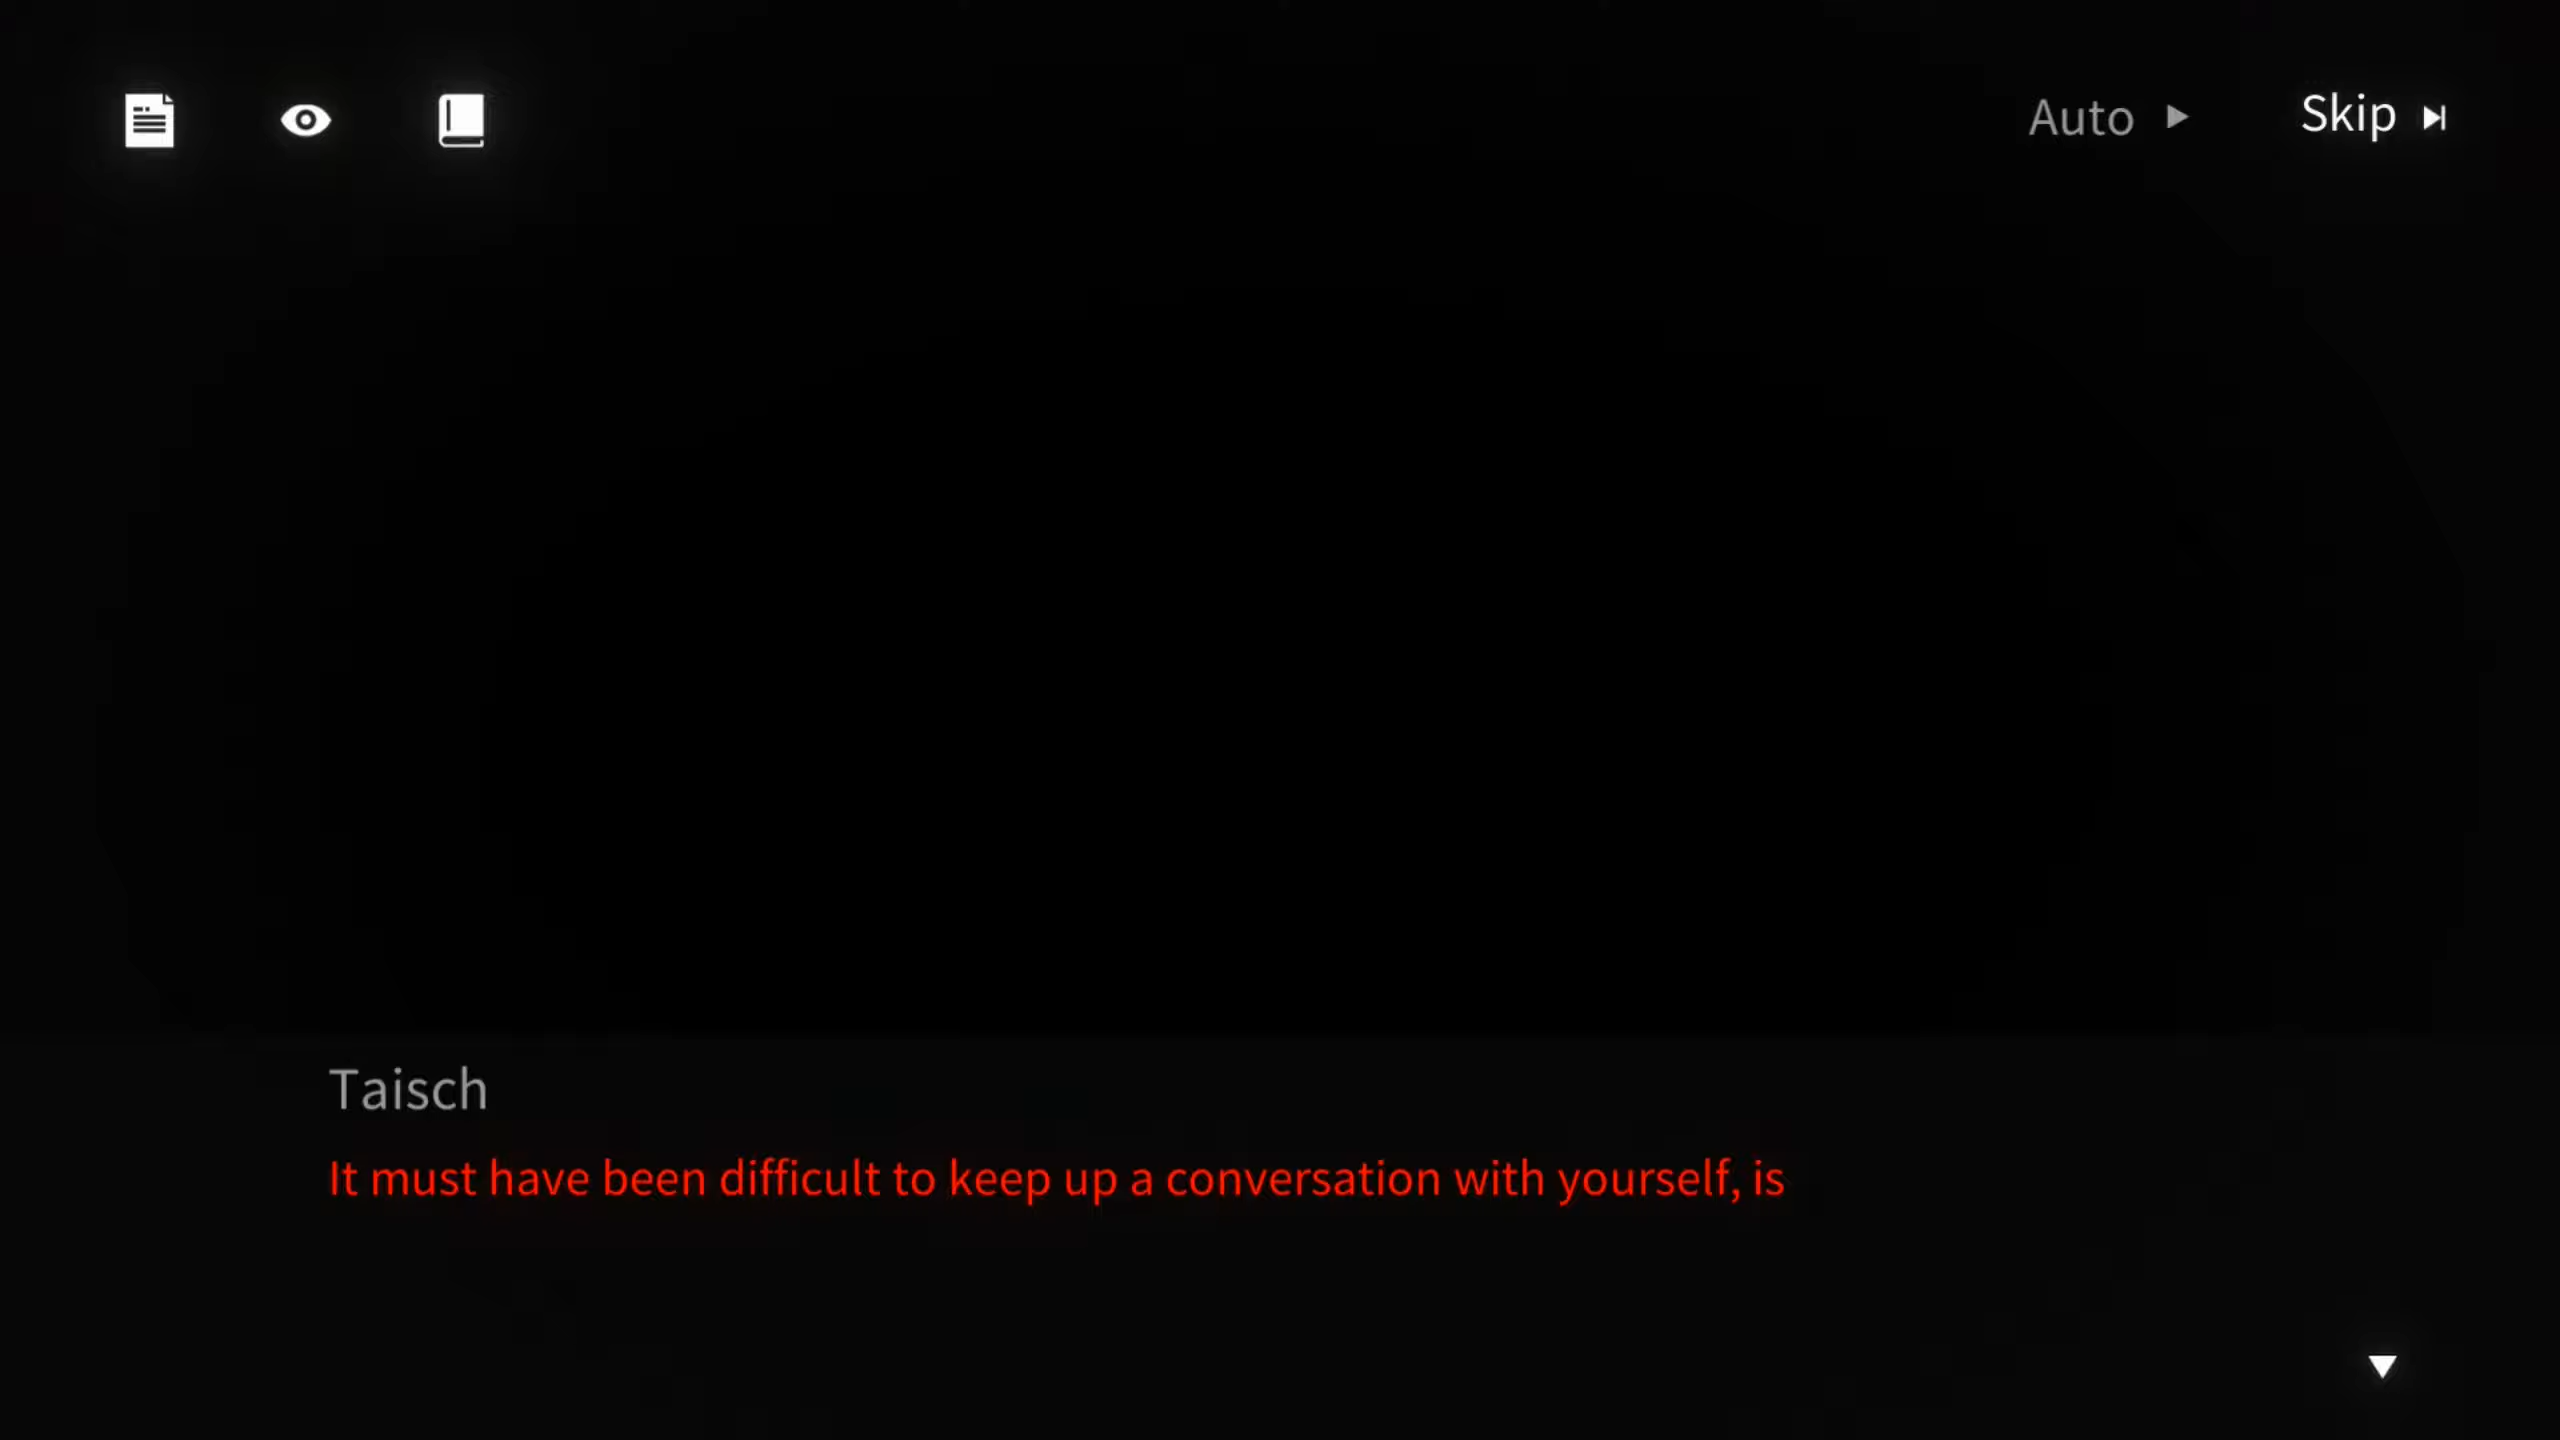 Auto
Skip
Taisch
It must have been difficult to keep up a conversation with yourself, is